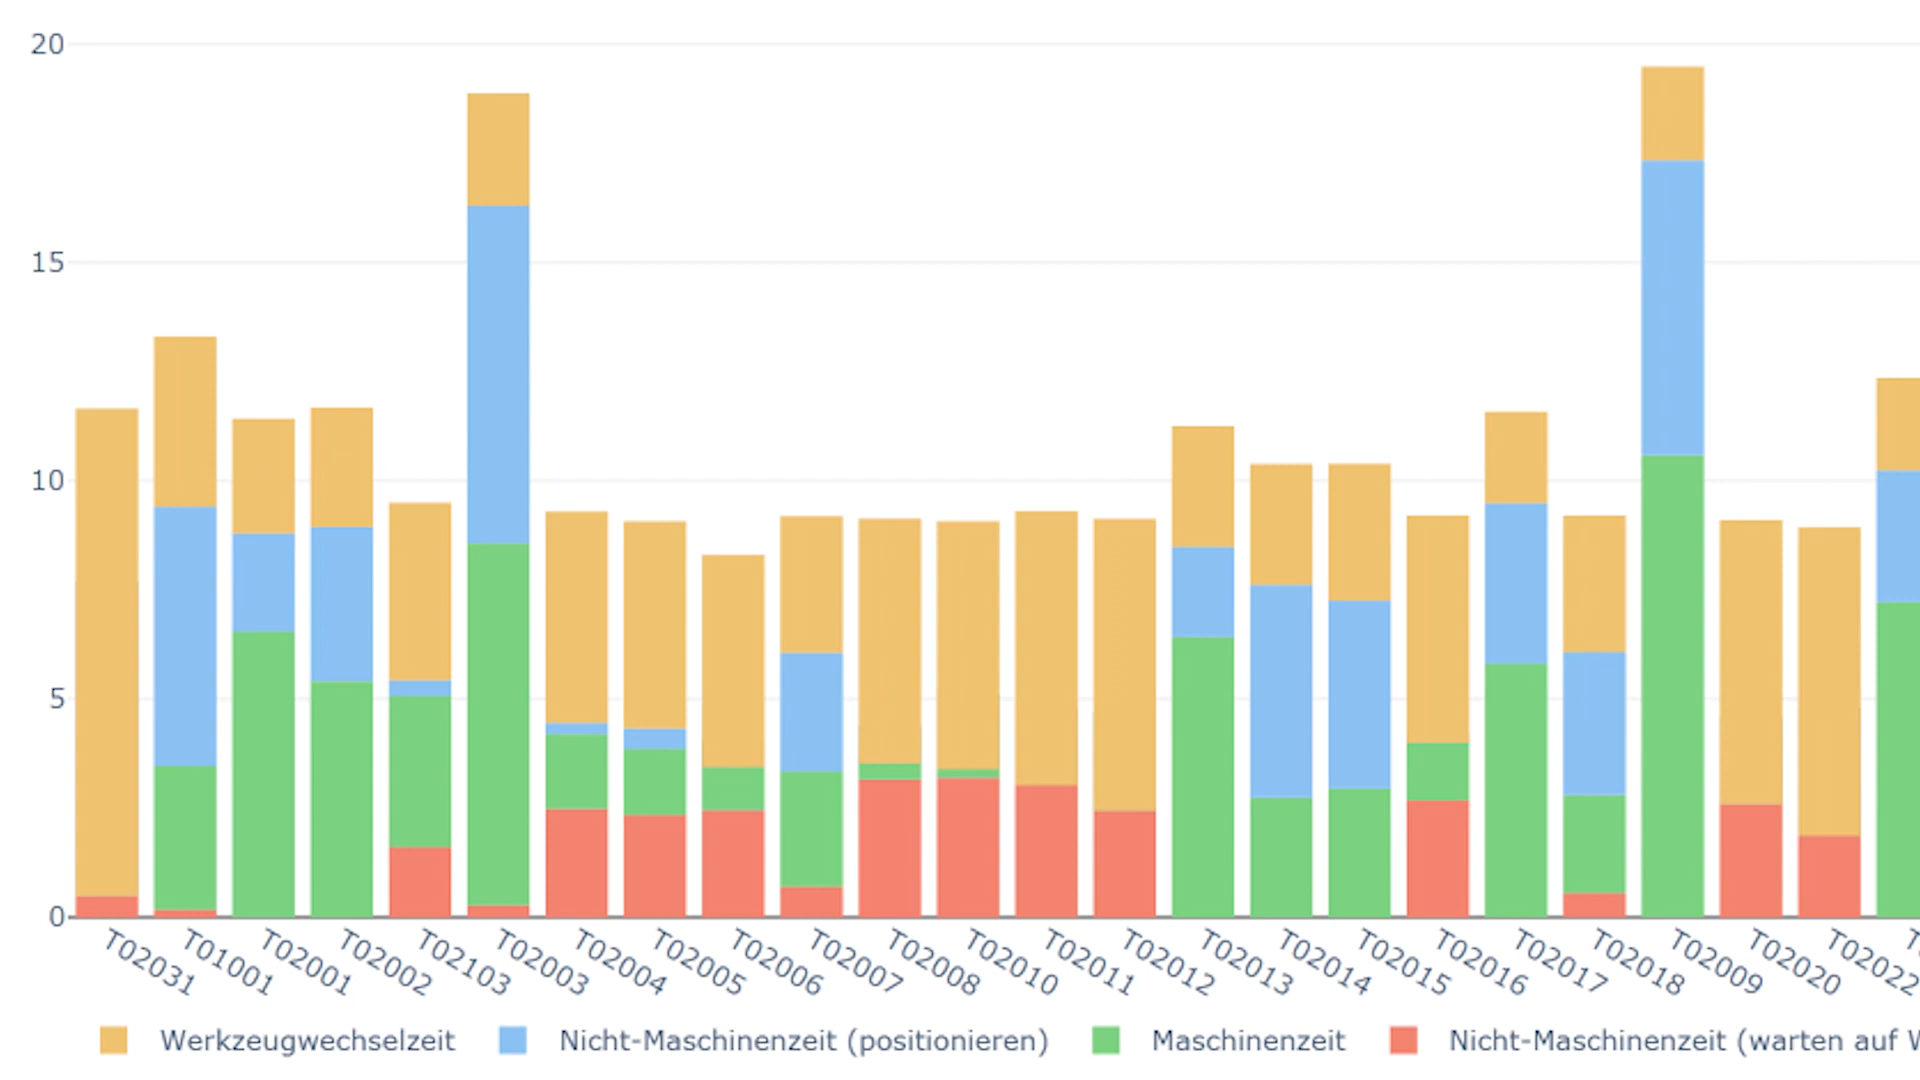 20
15
10
5
0
T02031 T01001 T02001 T02002 T02103 T02003 T02004 T02005 T02006 T02007 T02008 T02010 T02011 T02012 T02013 T02014 T02015 T02016 T02017 T02018 T02009 T02020 T02022
Werkzeugwechselzeit Nicht-Maschinenzeit (positionieren) Maschinenzeit Nicht-Maschinenzeit (warten auf